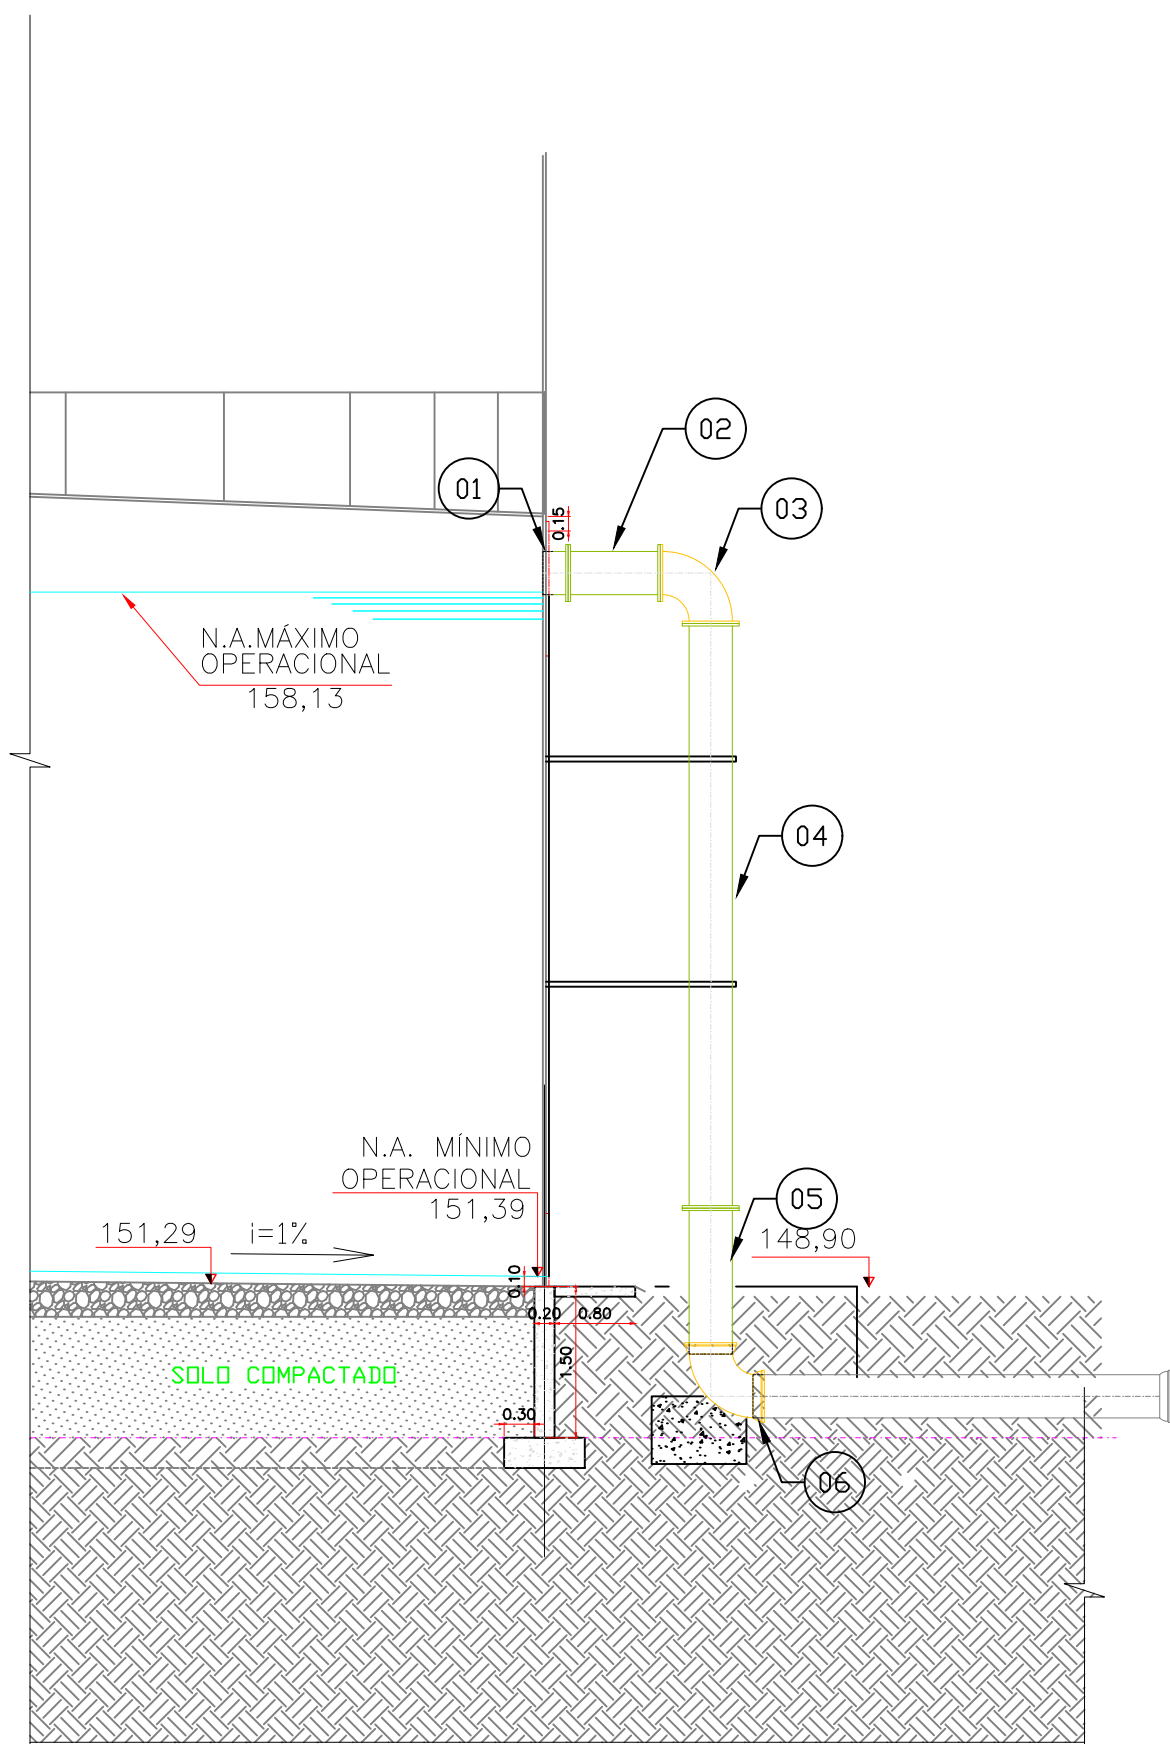 02
01
03
0.15
N.A.MÁXIMO
OPERACIONAL
158,13
04
N.A. MÍNIMO
OPERACIONAL
151,39
05
151,29
i=1%
148,90
0.10
0.20
0.80
1.50
SOLO COMPACTADO
0.30
06